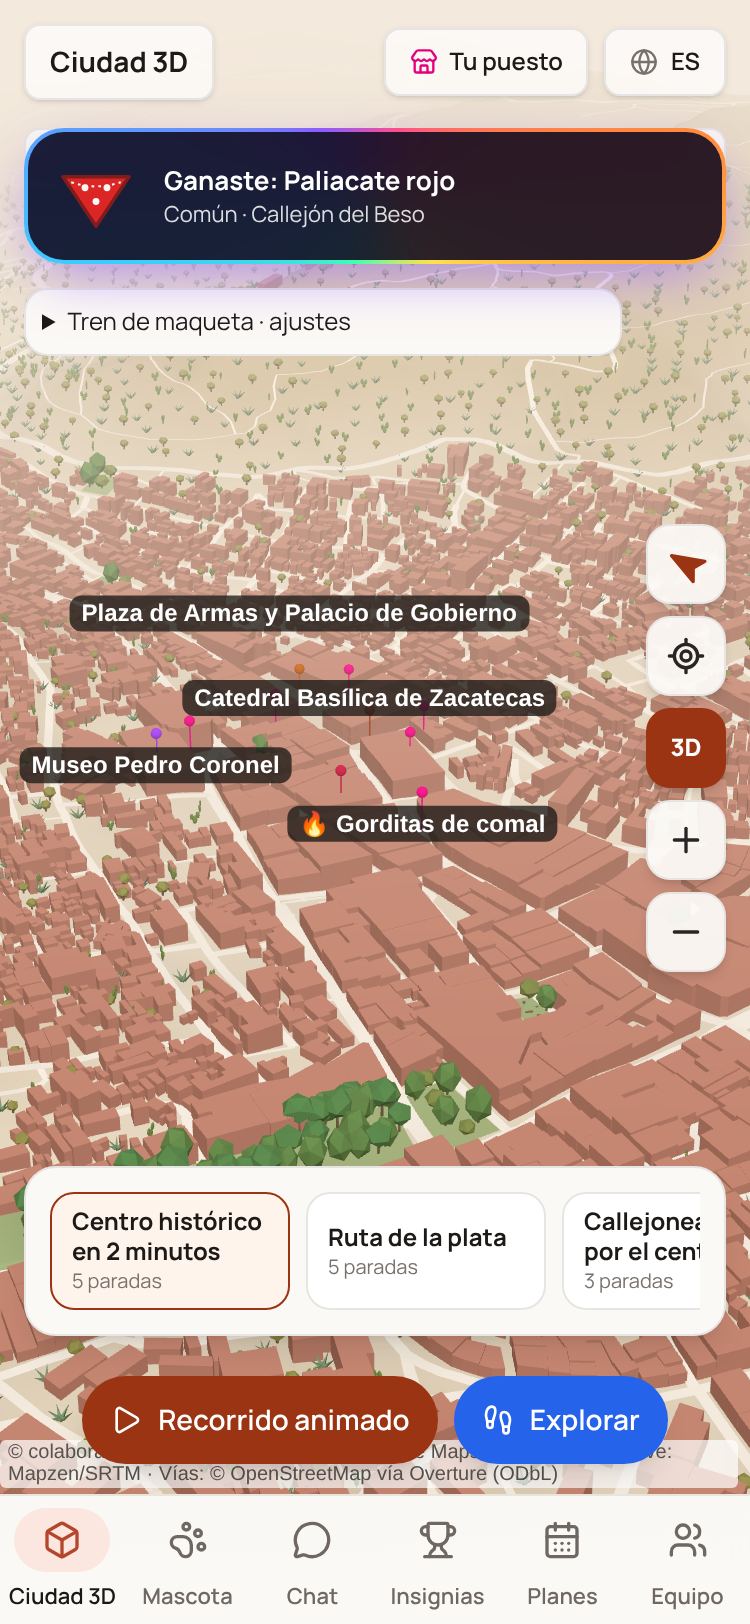 Ciudad 3D
Tu puesto
ES
Ganaste: Paliacate rojo
Común · Callejón del Beso
Tren de maqueta · ajustes
Plaza de Armas y Palacio de Gobierno
Catedral Basílica de Zacatecas
Museo Pedro Coronel
🔥 Gorditas de comal
3D
Centro histórico
en 2 minutos
5 paradas
Ruta de la plata
5 paradas
por el
3 paradas
Recorrido animado
Explorar
©
Mapzen/SRTM · Vías: © OpenStreetMap vía Overture (ODbL)
Ciudad 3D
Mascota
Chat
Insignias
Planes
Equipo